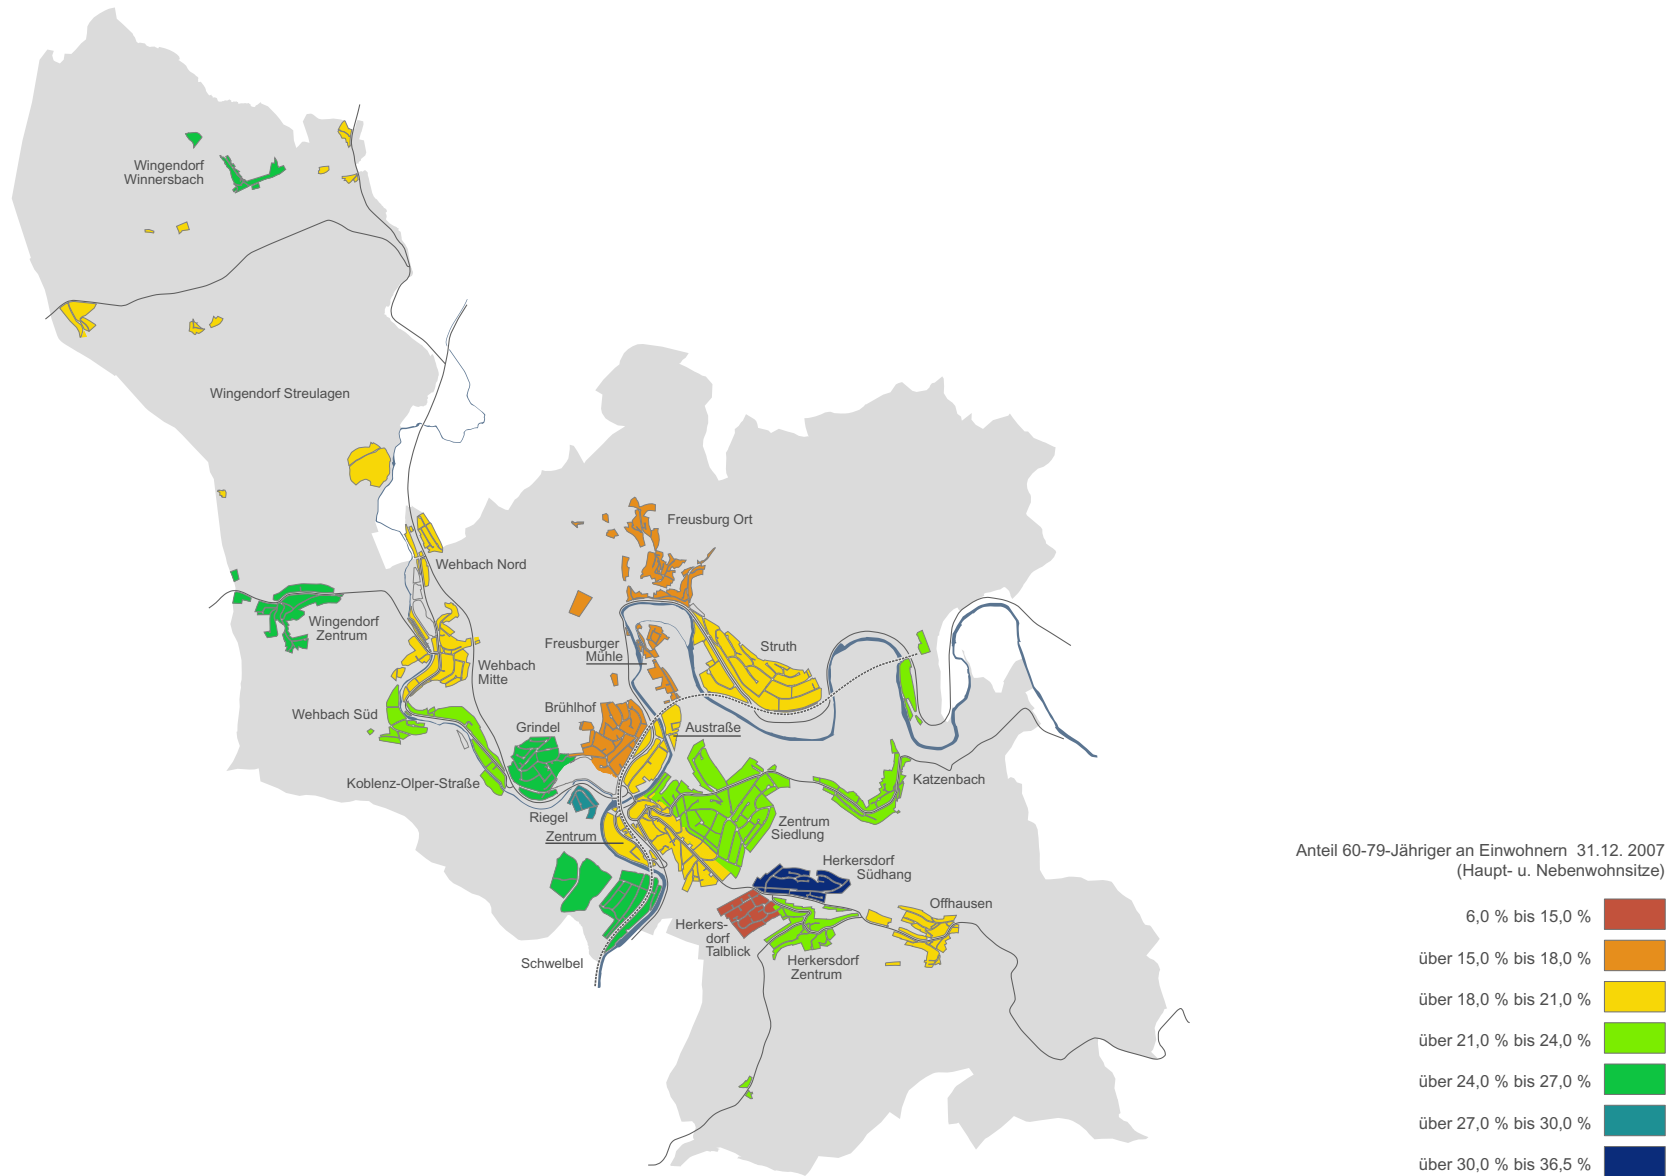 Wingendorf
Winnersbach
Wingendorf Streulagen
Freusburg Ort
Wehbach Nord
Wingendorf
Zentrum
Freusburger
Mühle
Struth
Wehbach
Mitte
Wehbach Süd
Brühlhof
Grindel
Austraße
Koblenz-Olper-Straße
Katzenbach
Riegel
Zentrum
Zentrum
Siedlung
Herkersdorf
Südhang
Offhausen
Herkers-
dorf
Talblick
Herkersdorf
Zentrum
Schwelbel
Anteil 60-79-Jähriger an Einwohnern 31.12. 2007
(Haupt- u. Nebenwohnsitze)
6,0 % bis 15,0 %
über 15,0 % bis 18,0 %
über 18,0 % bis 21,0 %
über 21,0 % bis 24,0 %
über 24,0 % bis 27,0 %
über 27,0 % bis 30,0 %
über 30,0 % bis 36,5 %